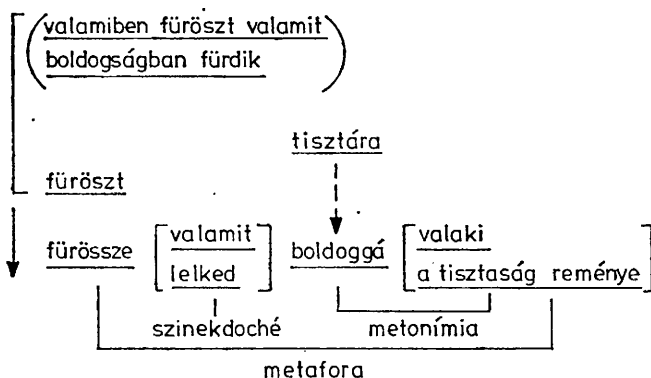 valamiben füröszt valamit
boldogságban fürdik
tisztára
füröszt
fürössze [valamit lelked] boldoggá [valaki a tisztaság reménye]
szinekdoché metonímia
metafora